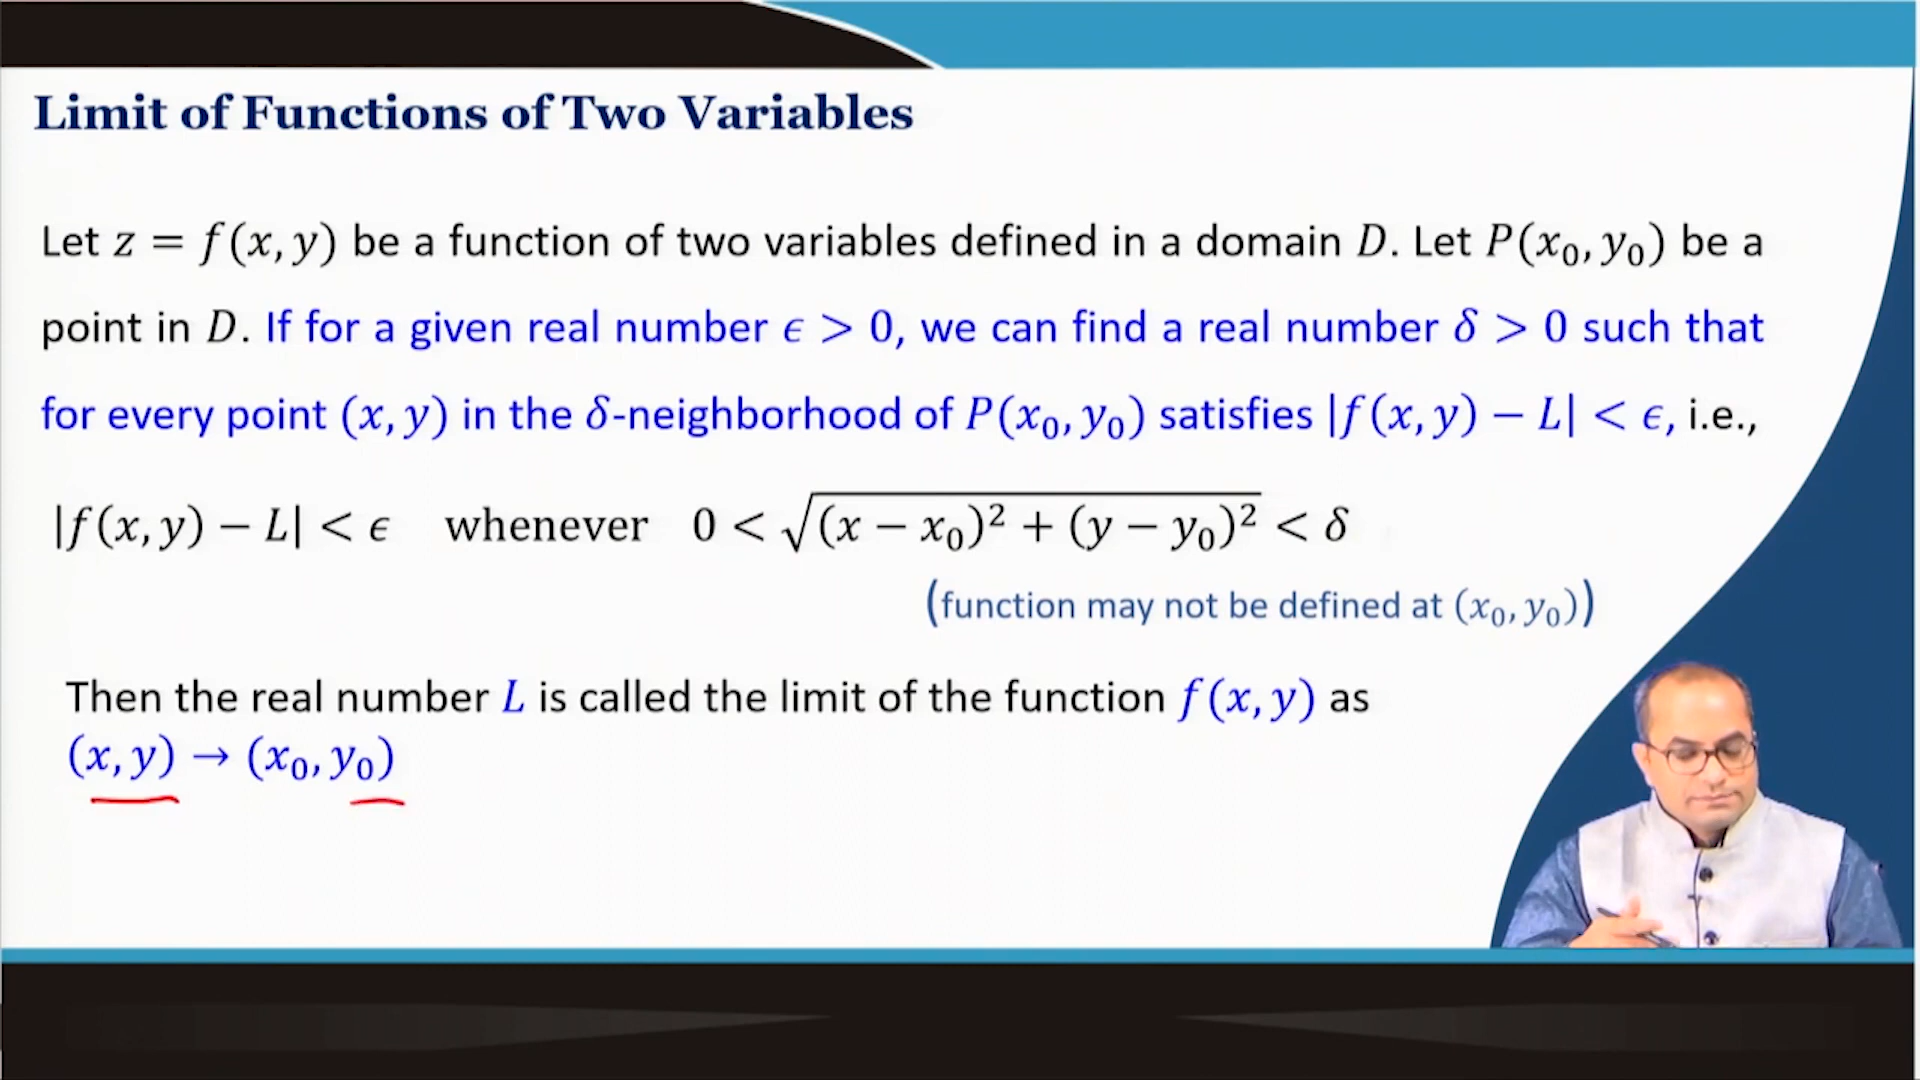 Limit of Functions of Two Variables
Let z = f(x, y) be a function of two variables defined in a domain D. Let P(x₀, y₀) be a
point in D. If for a given real number ϵ > 0, we can find a real number δ > 0 such that
for every point (x, y) in the δ-neighborhood of P(x₀, y₀) satisfies |f(x, y) − L| < ϵ, i.e.,
|f(x, y) − L| < ϵ whenever 0 < √((x − x₀)² + (y − y₀)²) < δ
(function may not be defined at (x₀, y₀))
Then the real number L is called the limit of the function f(x, y) as
(x, y) → (x₀, y₀)